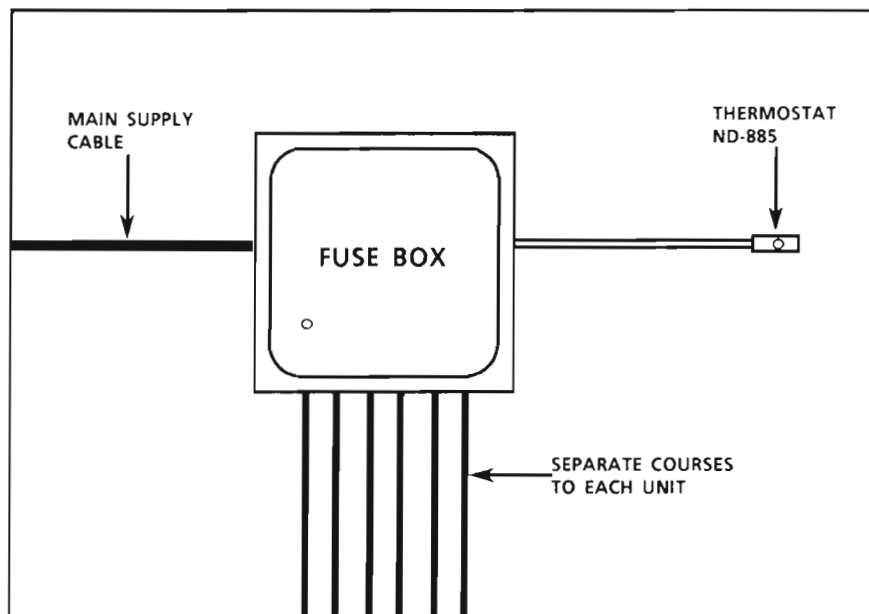 MAIN SUPPLY
CABLE
THERMOSTAT
ND-885
FUSE BOX
SEPARATE COURSES
TO EACH UNIT